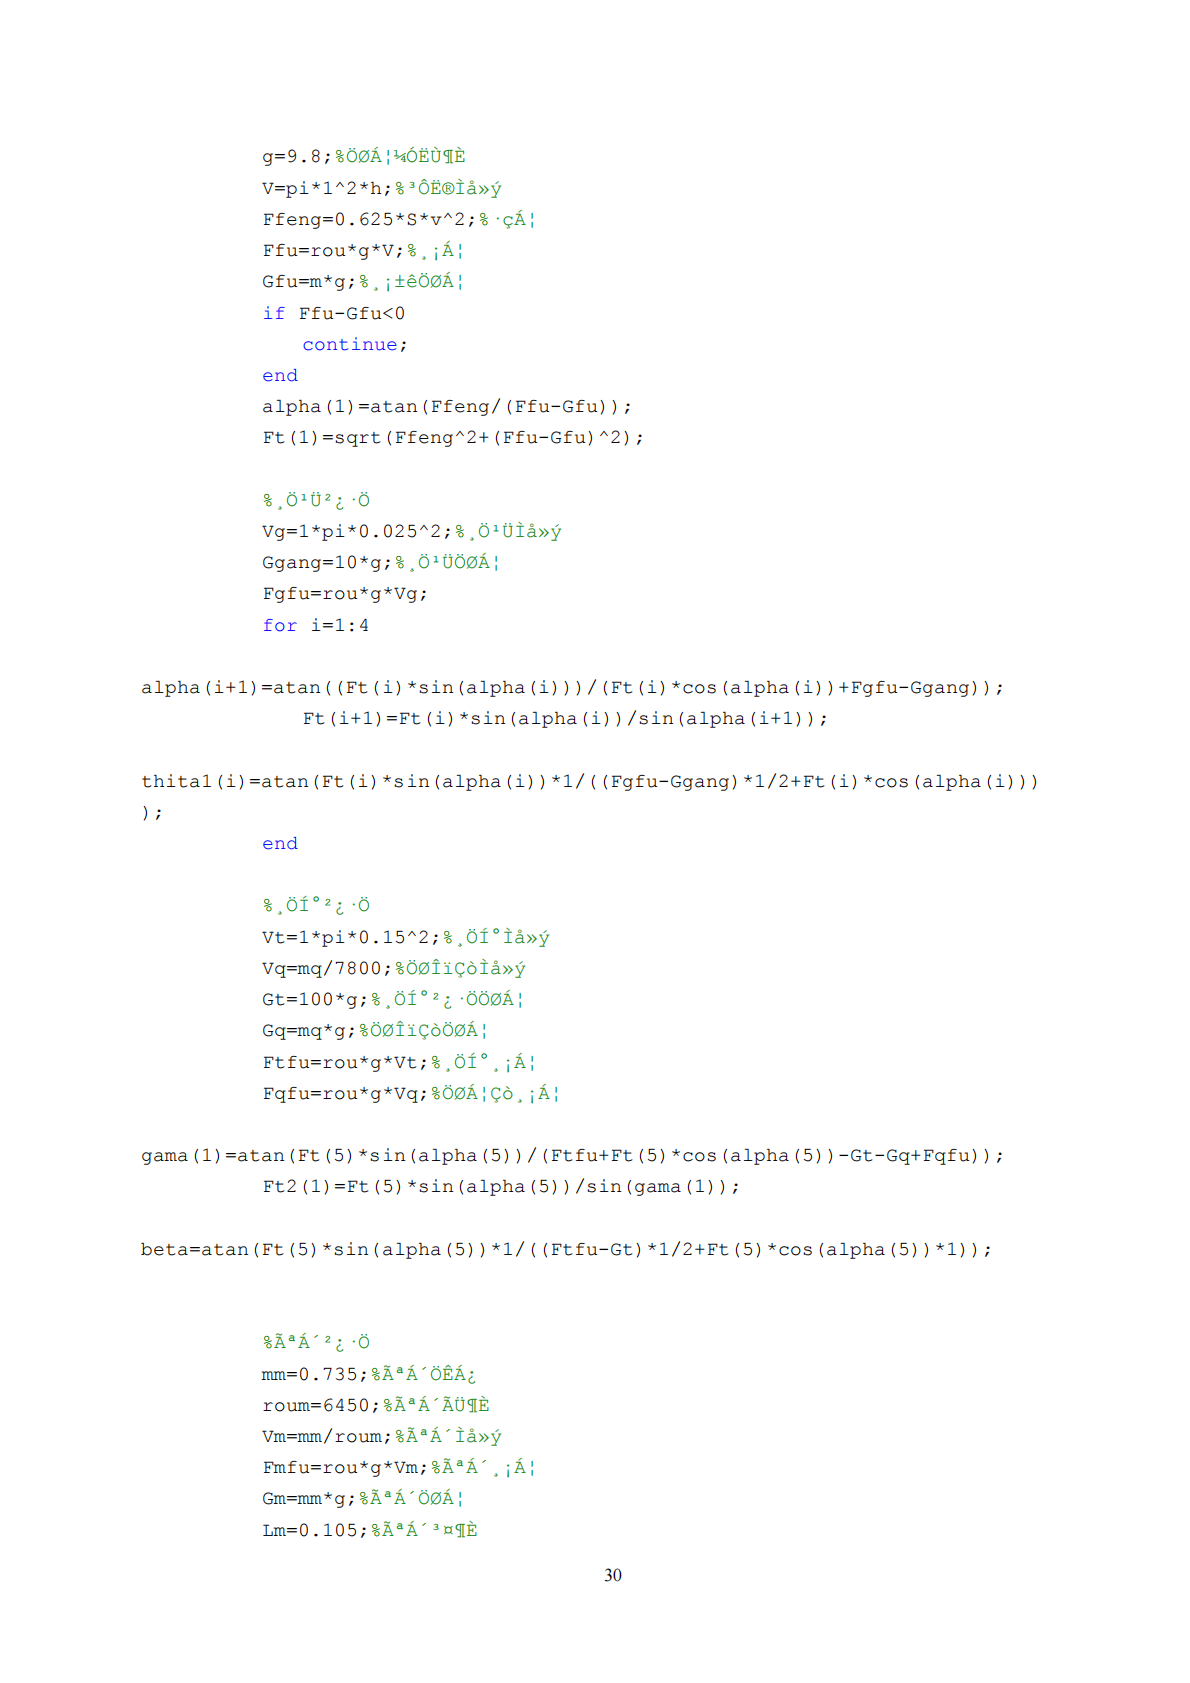 g=9.8;%ÖØÁ¦¼ÓËÙ¶È
V=pi*1^2*h;%³ÔË®Ìå»ý
Ffeng=0.625*S*v^2;%·çÁ¦
Ffu=rou*g*V;%¸¡Á¦
Gfu=m*g;%¸¡±êÖØÁ¦
if Ffu-Gfu<0
continue;
end
alpha(1)=atan(Ffeng/(Ffu-Gfu));
Ft(1)=sqrt(Ffeng^2+(Ffu-Gfu)^2);
%¸Ö¹Ü²¿·Ö
Vg=1*pi*0.025^2;%¸Ö¹ÜÌå»ý
Ggang=10*g;%¸Ö¹ÜÖØÁ¦
Fgfu=rou*g*Vg;
for i=1:4
alpha(i+1)=atan((Ft(i)*sin(alpha(i)))/(Ft(i)*cos(alpha(i))+Fgfu-Ggang));
Ft(i+1)=Ft(i)*sin(alpha(i))/sin(alpha(i+1));
thita1(i)=atan(Ft(i)*sin(alpha(i))*1/((Fgfu-Ggang)*1/2+Ft(i)*cos(alpha(i)))
);
end
%¸ÖÍ°²¿·Ö
Vt=1*pi*0.15^2;%¸ÖÍ°Ìå»ý
Vq=mq/7800;%ÖØÎïÇòÌå»ý
Gt=100*g;%¸ÖÍ°²¿·ÖÖØÁ¦
Gq=mq*g;%ÖØÎïÇòÖØÁ¦
Ftfu=rou*g*Vt;%¸ÖÍ°¸¡Á¦
Fqfu=rou*g*Vq;%ÖØÁ¦Çò¸¡Á¦
gama(1)=atan(Ft(5)*sin(alpha(5))/(Ftfu+Ft(5)*cos(alpha(5))-Gt-Gq+Fqfu));
Ft2(1)=Ft(5)*sin(alpha(5))/sin(gama(1));
beta=atan(Ft(5)*sin(alpha(5))*1/((Ftfu-Gt)*1/2+Ft(5)*cos(alpha(5))*1));
%ÃªÁ´²¿·Ö
mm=0.735;%ÃªÁ´ÖÊÁ¿
roum=6450;%ÃªÁ´ÃÜ¶È
Vm=mm/roum;%ÃªÁ´Ìå»ý
Fmfu=rou*g*Vm;%ÃªÁ´¸¡Á¦
Gm=mm*g;%ÃªÁ´ÖØÁ¦
Lm=0.105;%ÃªÁ´³¤¶È
30